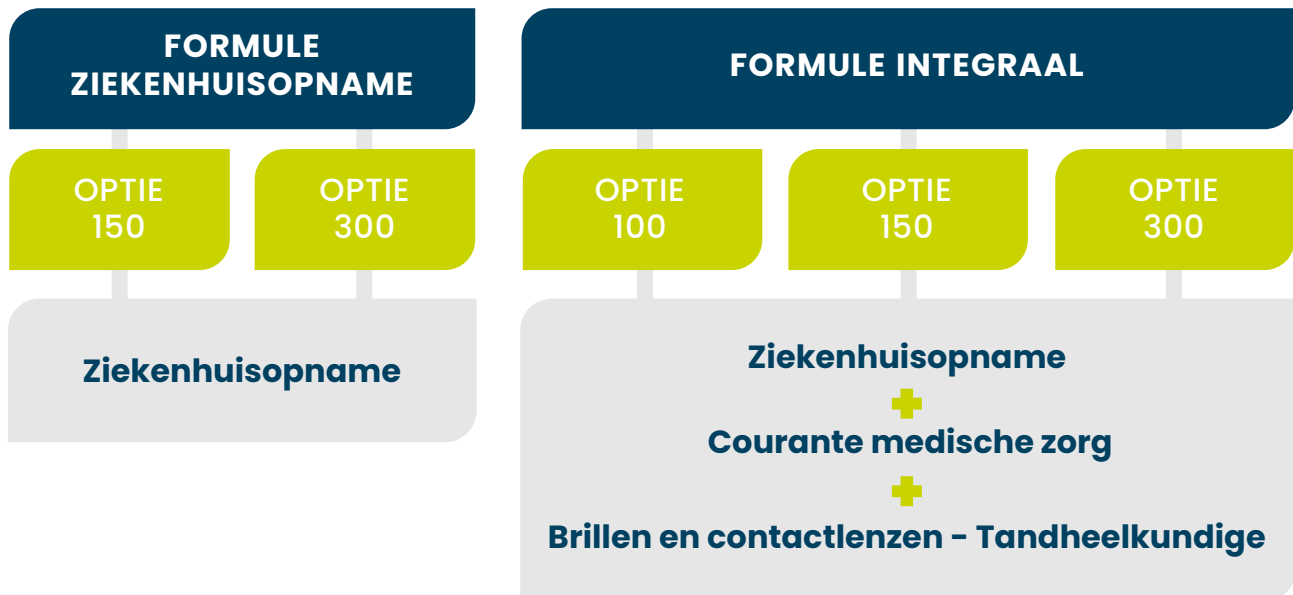 FORMULE
ZIEKENHUISOPNAME
OPTIE
150
OPTIE
300
Ziekenhuisopname
FORMULE INTEGRAAL
OPTIE
100
OPTIE
150
OPTIE
300
Ziekenhuisopname
Courante medische zorg
Brillen en contactlenzen - Tandheelkundige